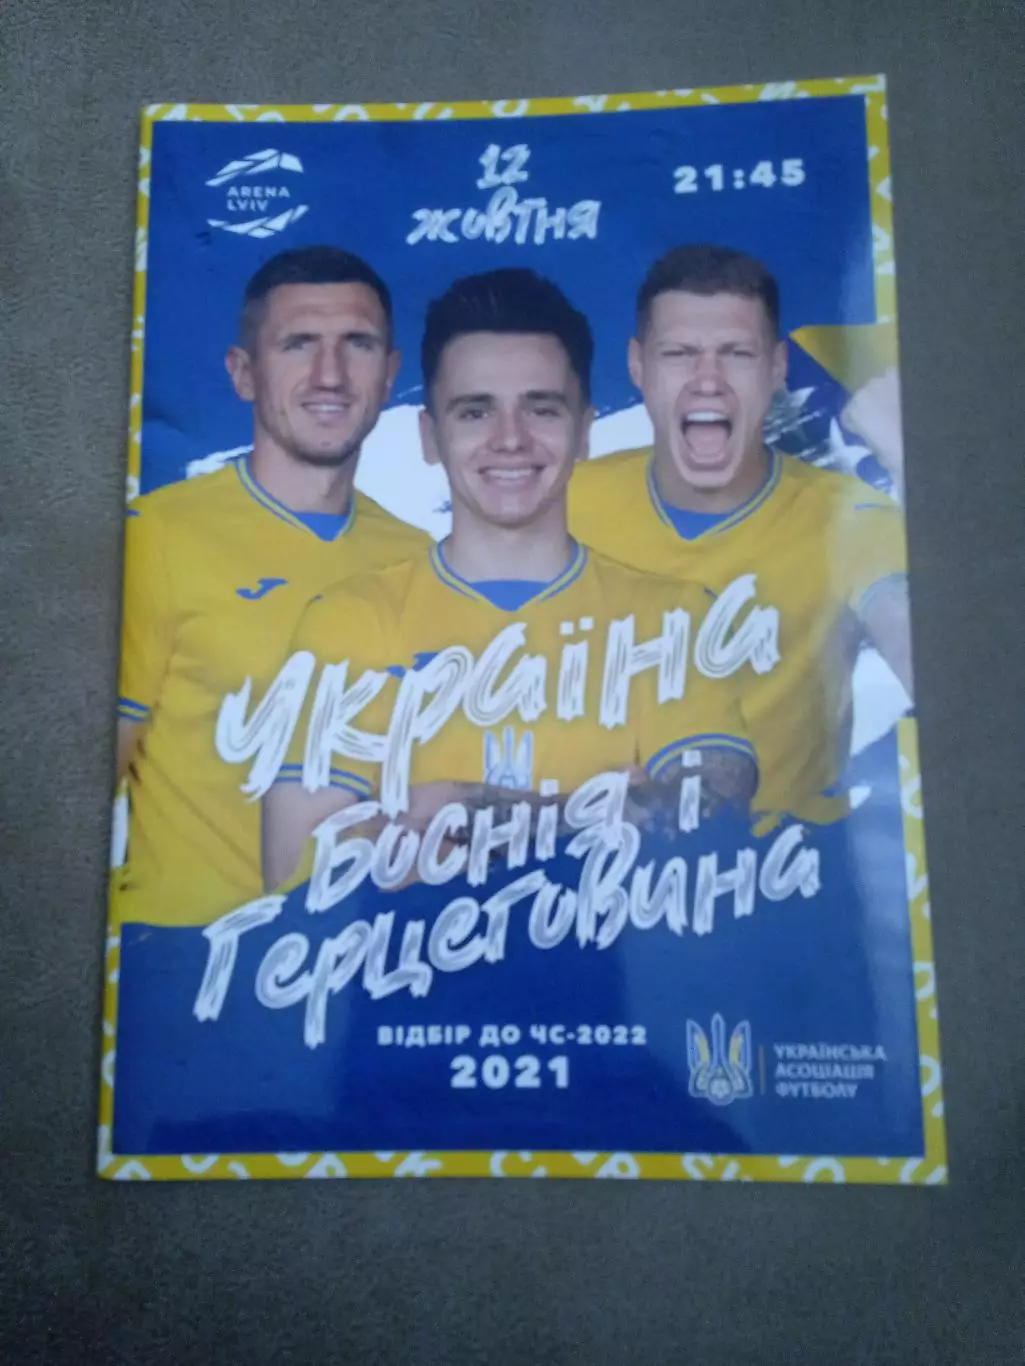 ARENA
LVIV
12
жовтня
21:45
Україна
Боснія і
Герцеговина
ВІДБІР ДО ЧС-2022
2021
УКРАЇНСЬКА
АСОЦІАЦІЯ
ФУТБОЛУ